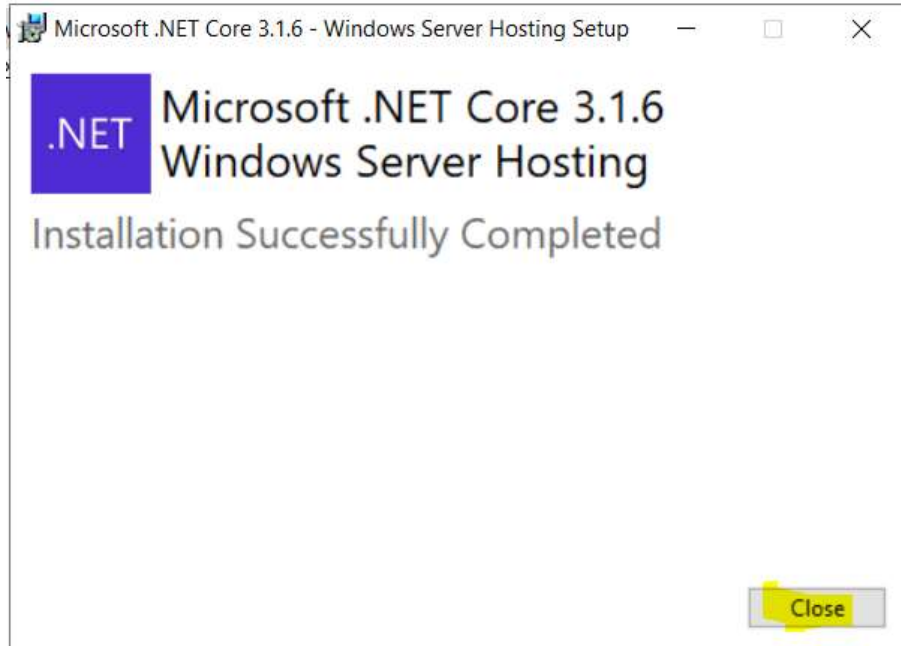 Microsoft .NET Core 3.1.6 - Windows Server Hosting Setup
.NET
Microsoft .NET Core 3.1.6
Windows Server Hosting
Installation Successfully Completed
Close